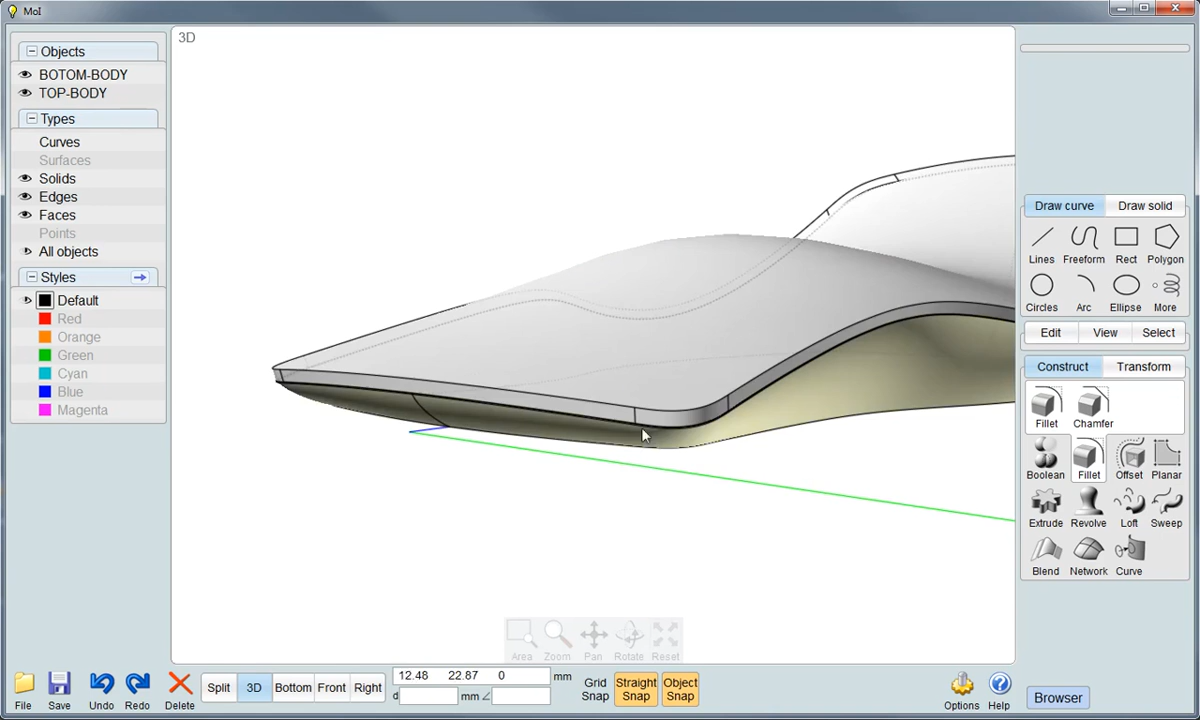 MoI
Objects
BOTOM-BODY
TOP-BODY
Types
Curves
Surfaces
Solids
Edges
Faces
Points
All objects
Styles
Default
Red
Orange
Green
Cyan
Blue
Magenta
3D
Draw curve Draw solid
Lines Freeform Rect Polygon
Circles Arc Ellipse More
Edit View Select
Construct Transform
Fillet Chamfer
Boolean Fillet Offset Planar
Extrude Revolve Loft Sweep
Blend Network Curve
Area Zoom Pan Rotate Reset
File Save Undo Redo Delete
Split 3D Bottom Front Right
12.48 22.87 0 mm
d mm ∠
Grid Snap
Straight Snap
Object Snap
Options Help
Browser